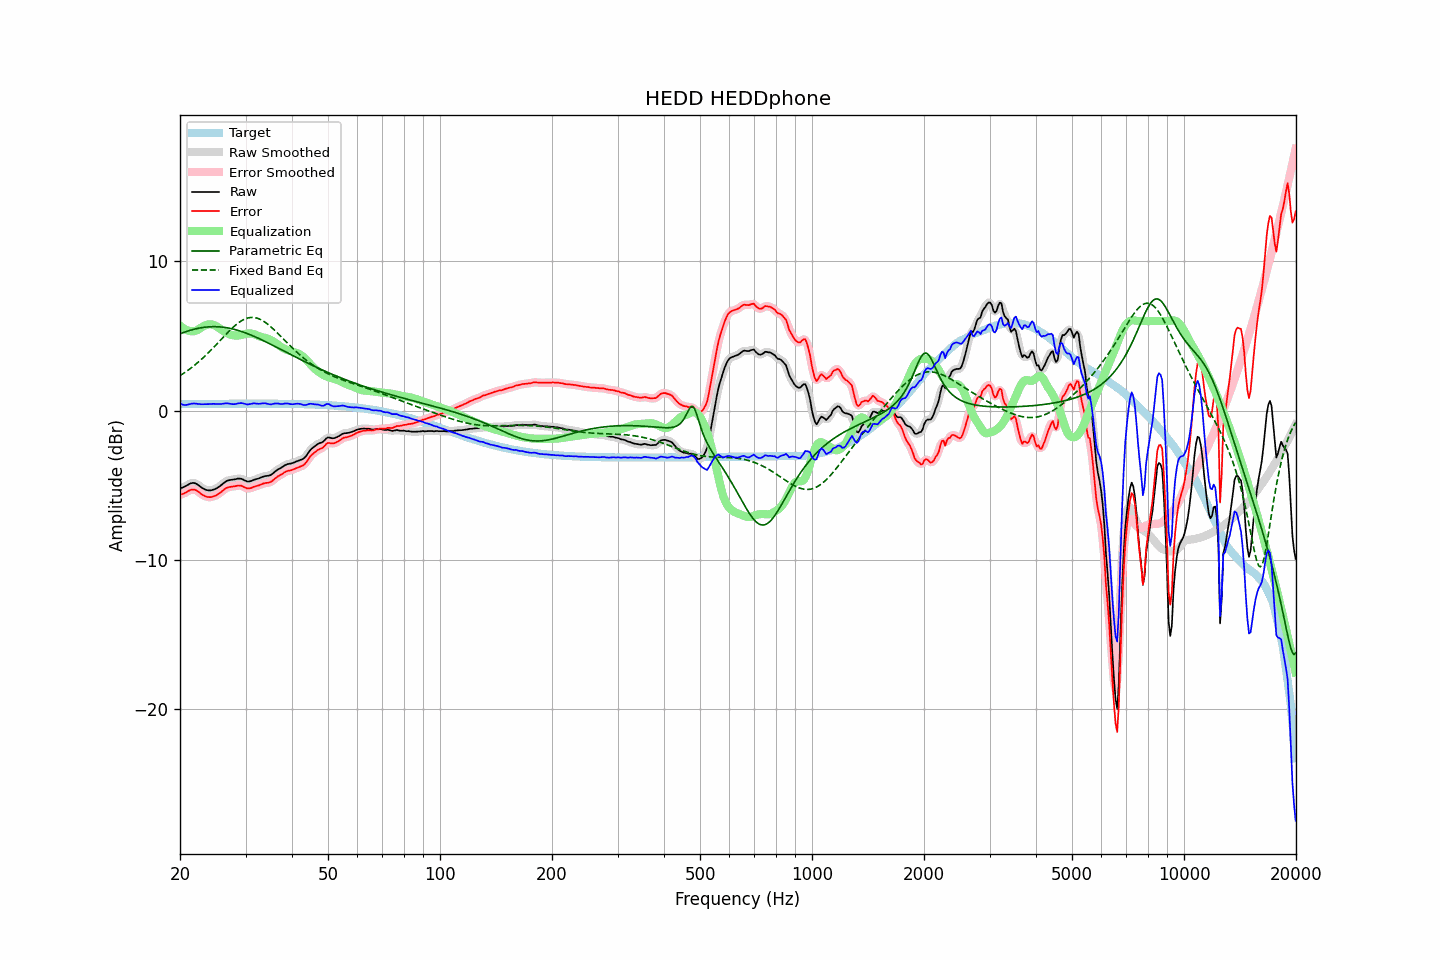 HEDD HEDDphone
Target
Raw Smoothed
Error Smoothed
Raw
Error
Equalization
Parametric Eq
Fixed Band Eq
Equalized
10
0
−10
−20
Amplitude (dBr)
20
50
100
200
500
1000
2000
5000
10000
20000
Frequency (Hz)